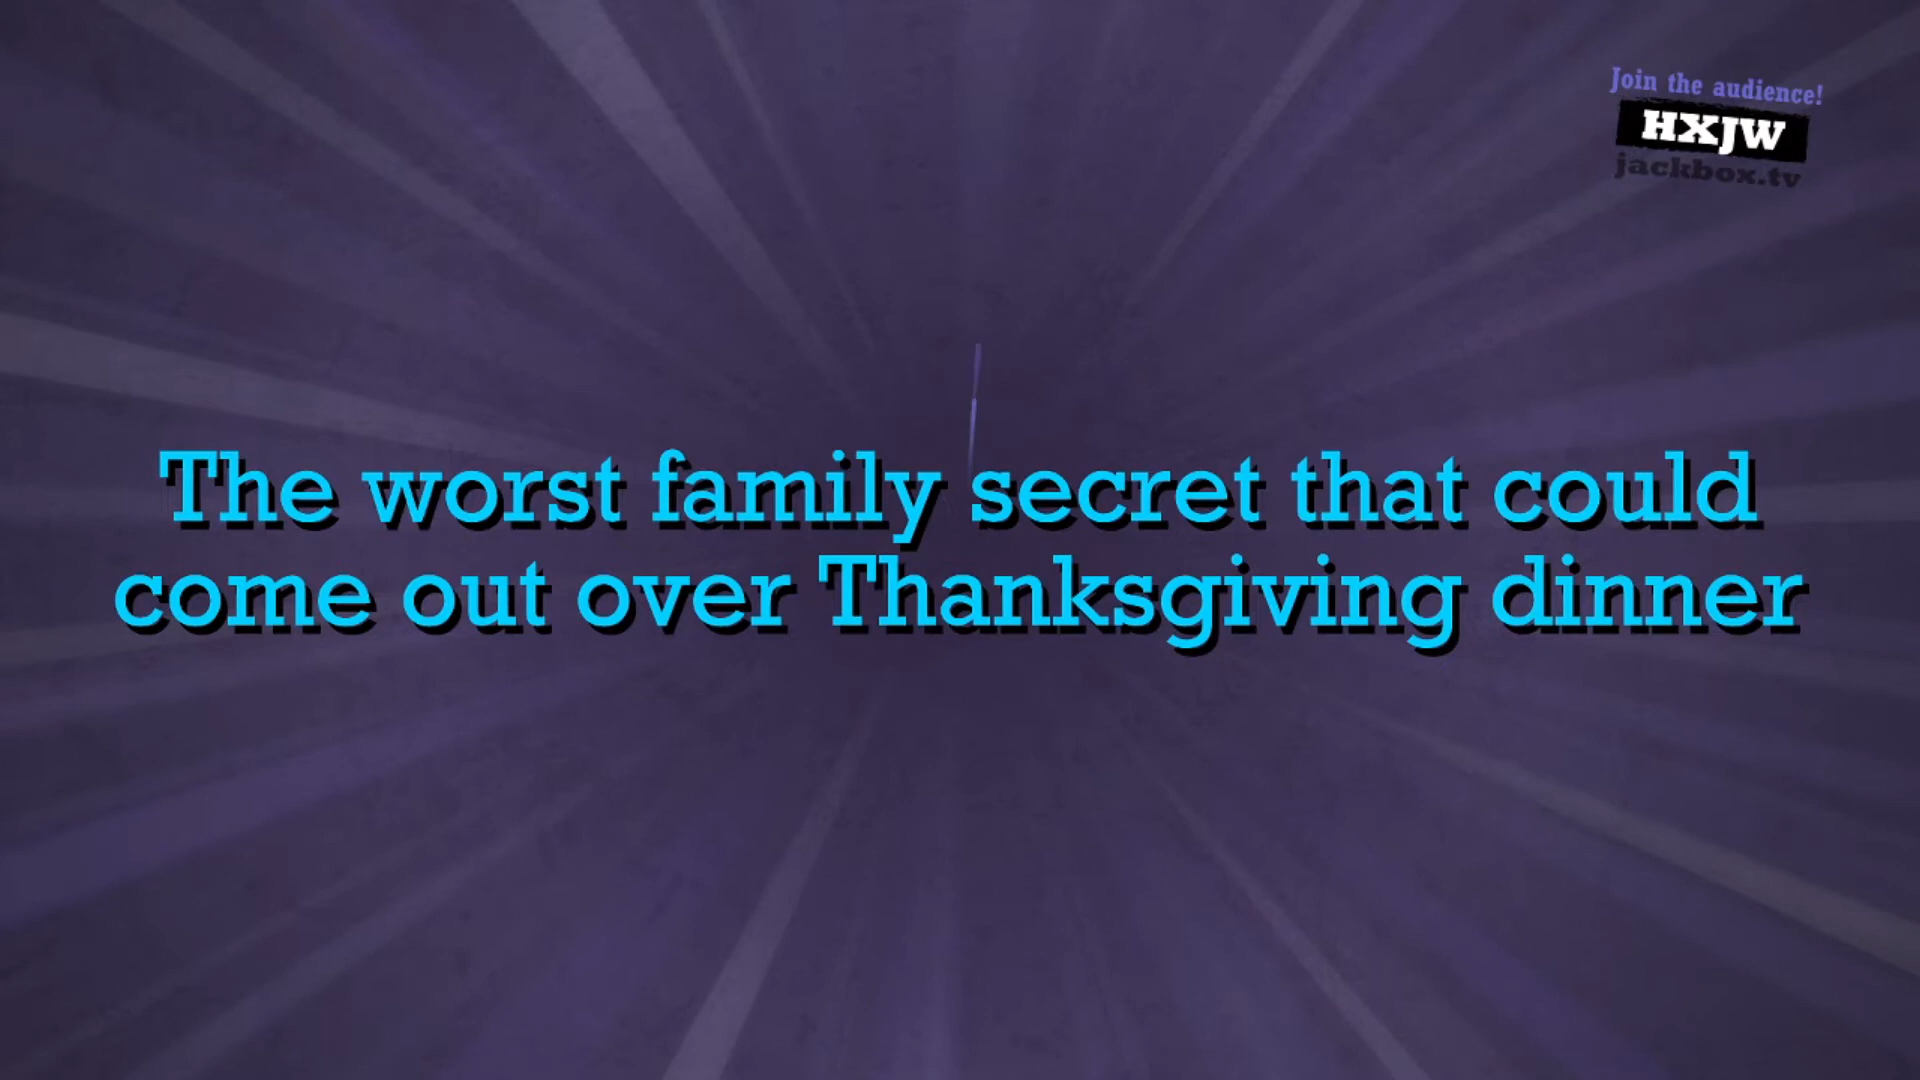 Join the audience!
HXJW
jackbox.tv
The worst family secret that could
come out over Thanksgiving dinner